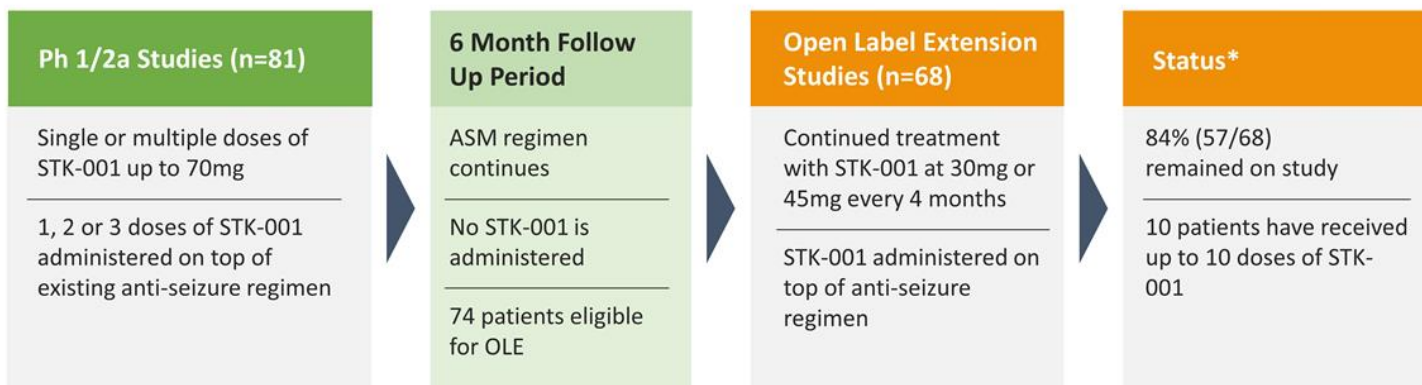 Ph 1/2a Studies (n=81)
Single or multiple doses of
STK-001 up to 70mg
1, 2 or 3 doses of STK-001
administered on top of
existing anti-seizure regimen
6 Month Follow
Up Period
ASM regimen
continues
No STK-001 is
administered
74 patients eligible
for OLE
Open Label Extension
Studies (n=68)
Continued treatment
with STK-001 at 30mg or
45mg every 4 months
STK-001 administered on
top of anti-seizure
regimen
Status*
84% (57/68)
remained on study
10 patients have received
up to 10 doses of STK-
001